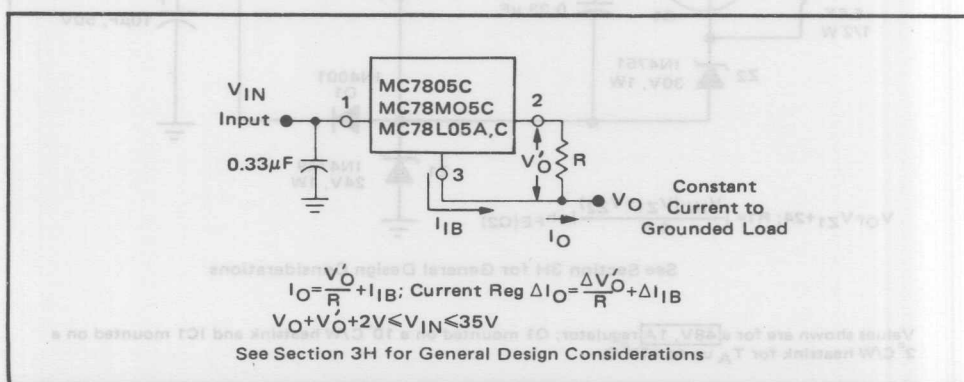 MC7805C
MC78MO5C
MC78L05A,C
VIN
Input
1
2
3
0.33µF
V'O
R
VO
Constant
Current to
Grounded Load
IIB
IO
IO=V'O/R+IIB; Current Reg ΔIO=ΔV'O/R+ΔIIB
VO+V'O+2V≤VIN≤35V
See Section 3H for General Design Considerations